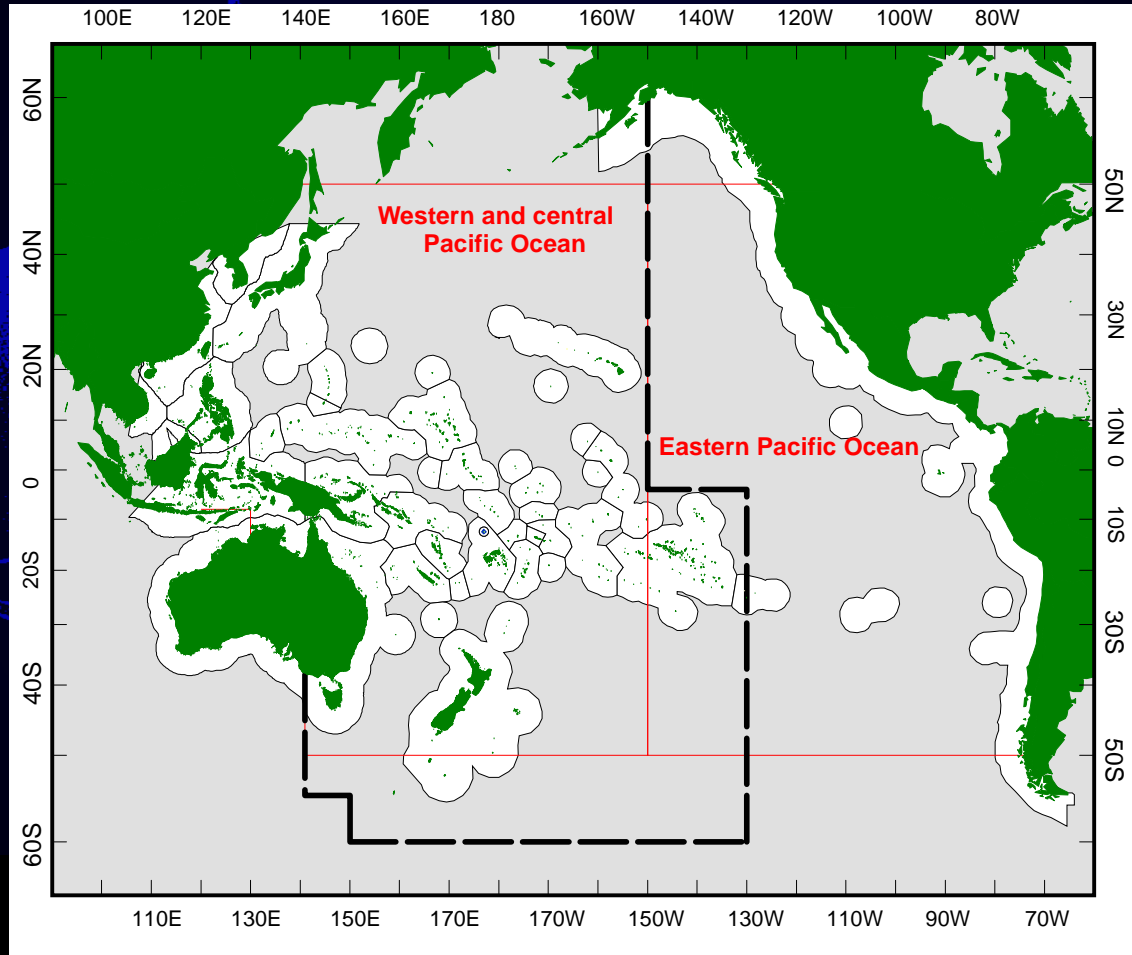 100E 120E 140E 160E 180 160W 140W 120W 100W 80W
60N
50N
40N
30N
20N
10N
0
0
10S
20S
30S
40S
50S
60S
Western and central
Pacific Ocean
Eastern Pacific Ocean
110E 130E 150E 170E 170W 150W 130W 110W 90W 70W